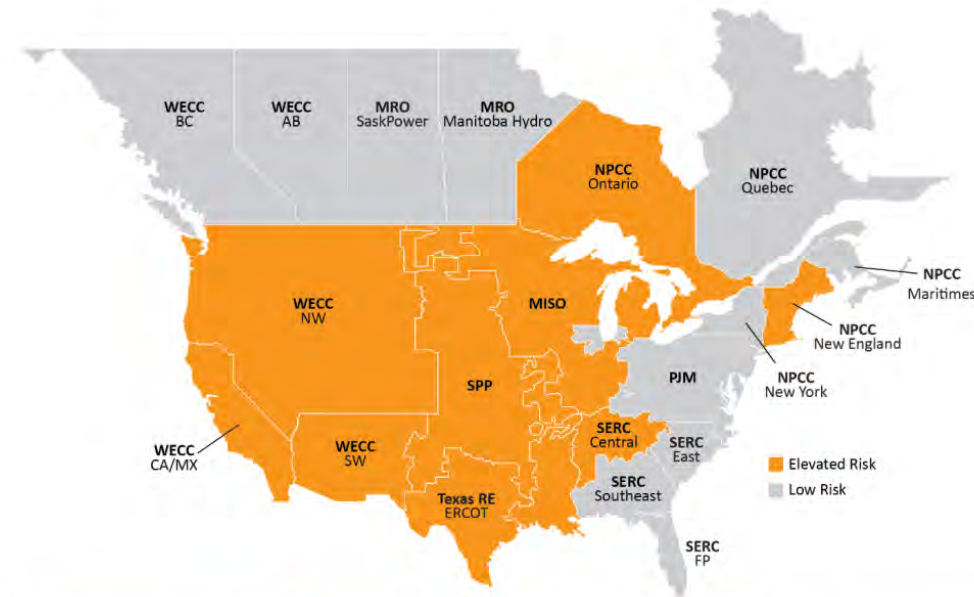 WECC
BC
WECC
AB
MRO
SaskPower
MRO
Manitoba Hydro
NPCC
Ontario
NPCC
Quebec
NPCC
Maritimes
WECC
NW
MISO
NPCC
New England
SPP
PJM
NPCC
New York
WECC
CA/MX
WECC
SW
SERC
Central
SERC
East
SERC
Southeast
Texas RE
ERCOT
SERC
FP
Elevated Risk
Low Risk